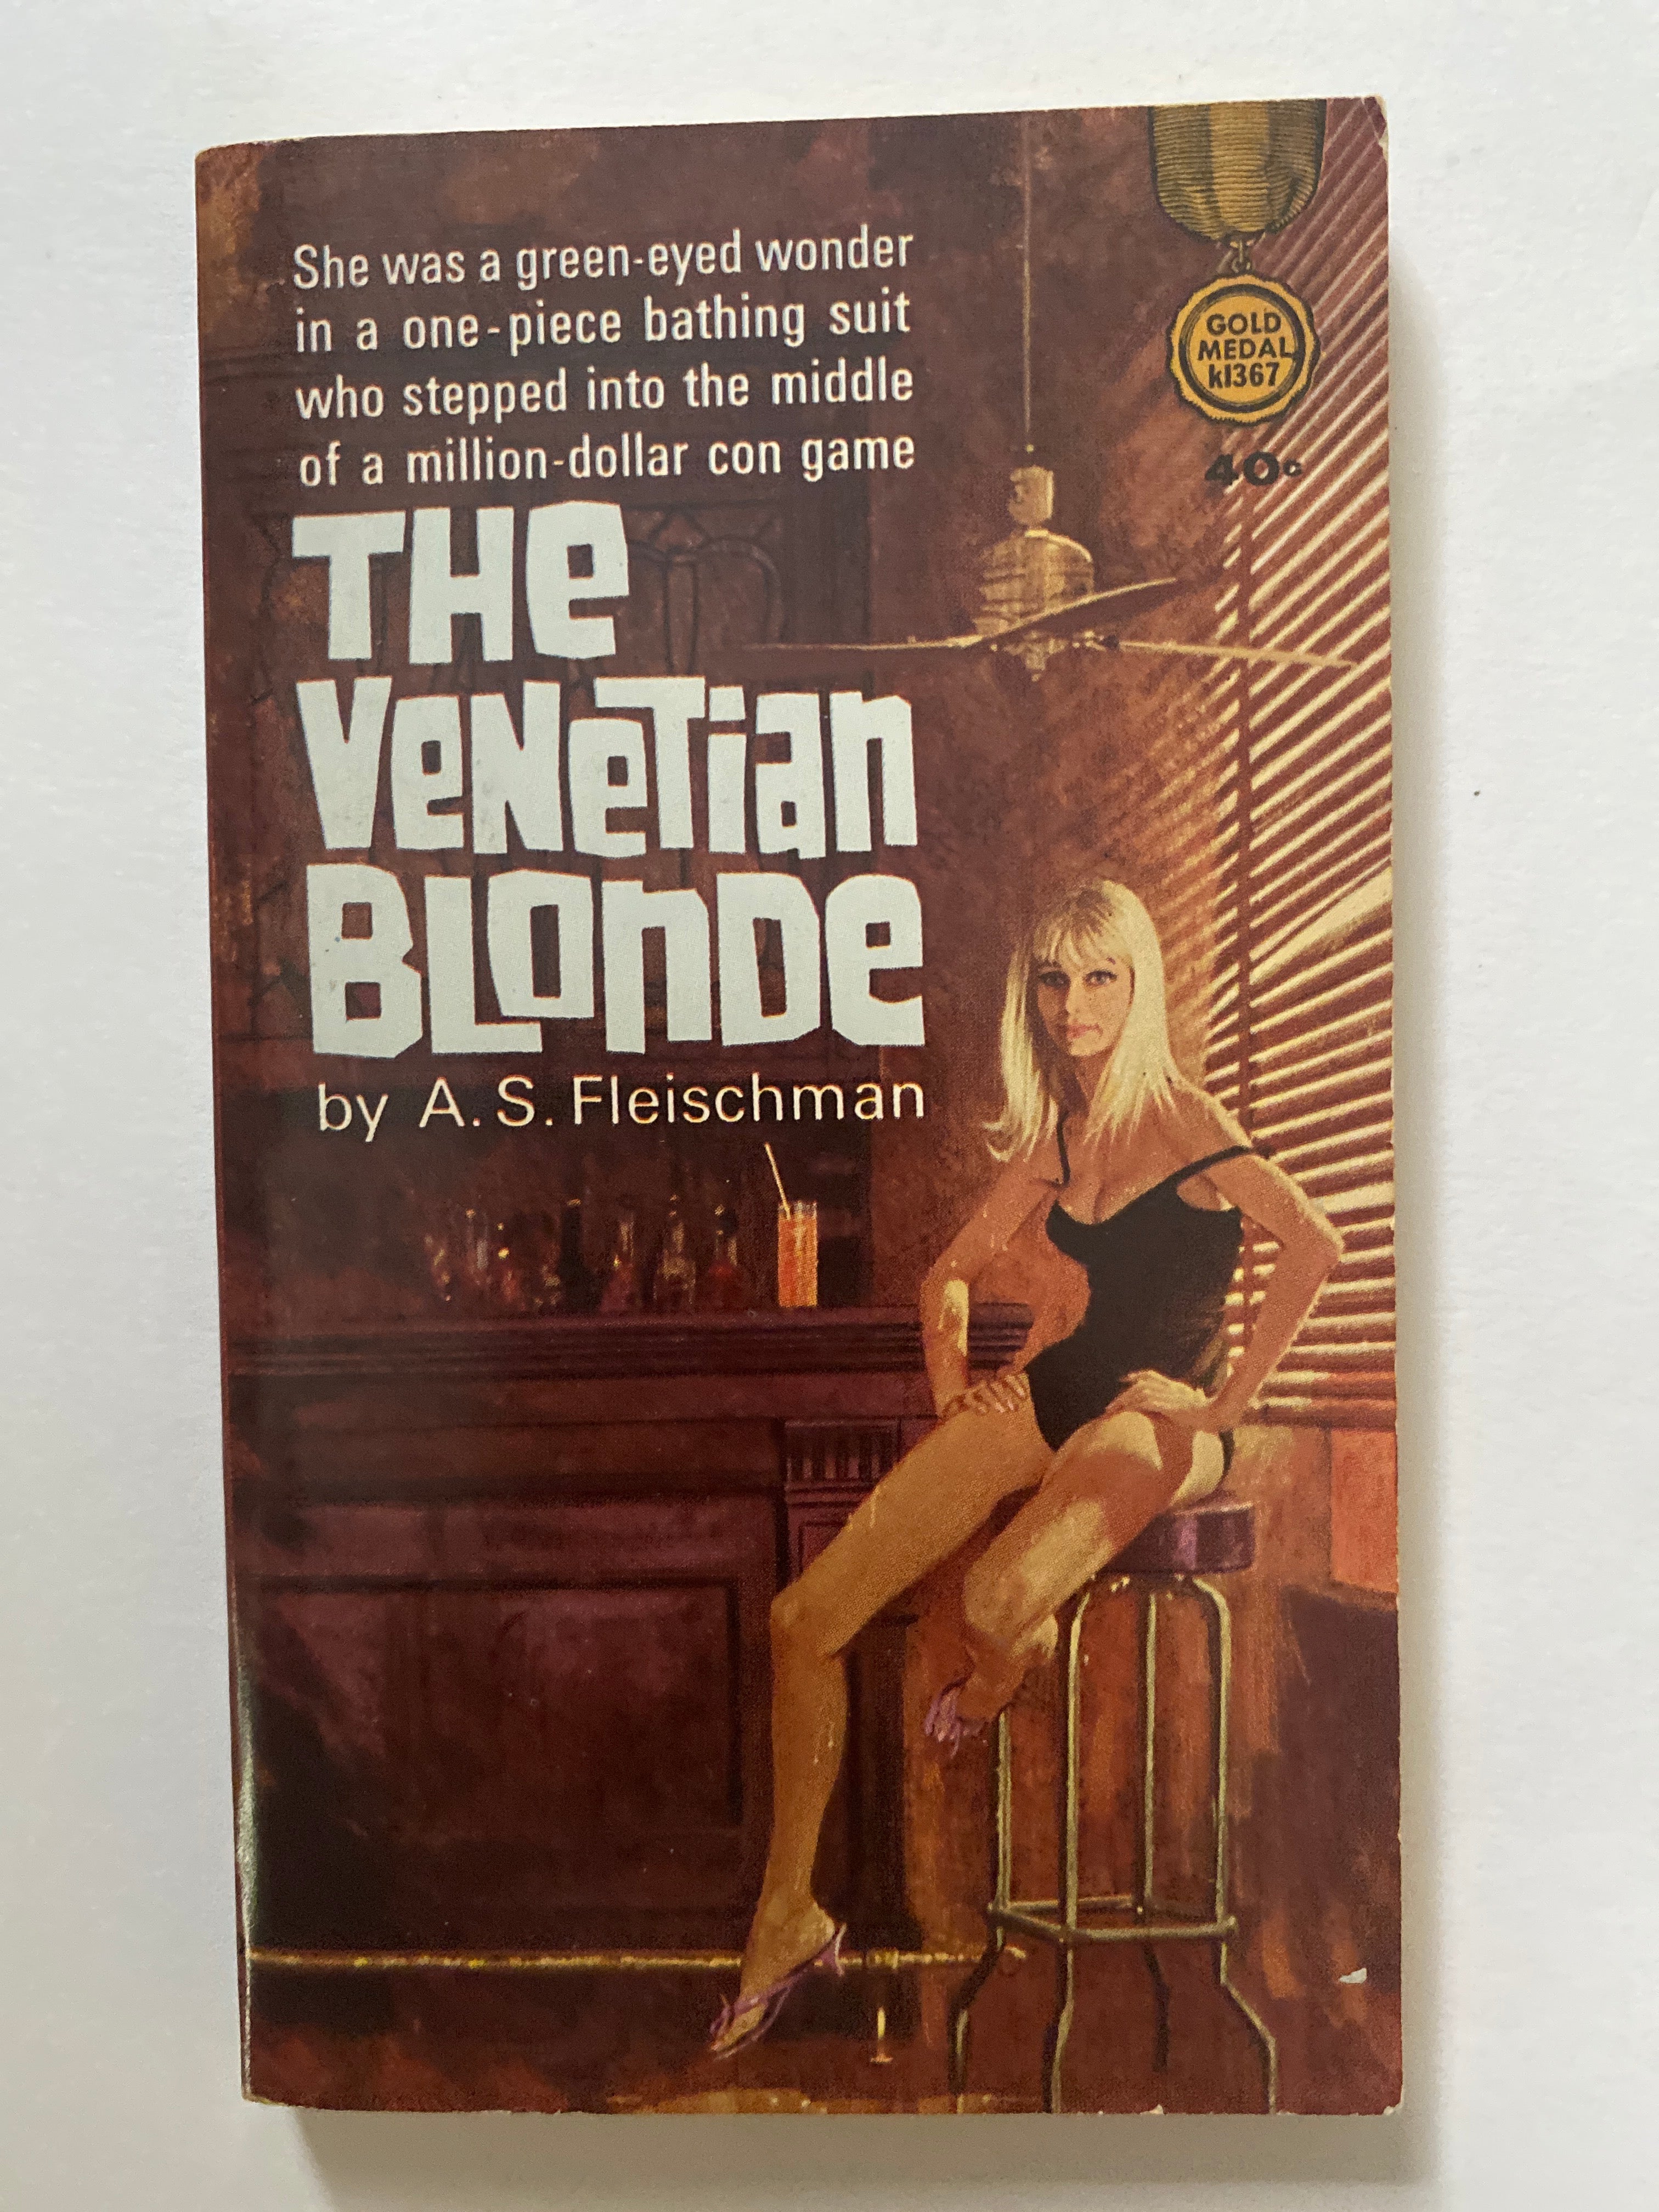 She was a green-eyed wonder
in a one-piece bathing suit
who stepped into the middle
of a million-dollar con game
THe
VeNeTian
BLonDe
by A. S. Fleischman
GOLD
MEDAL
k1367
40c